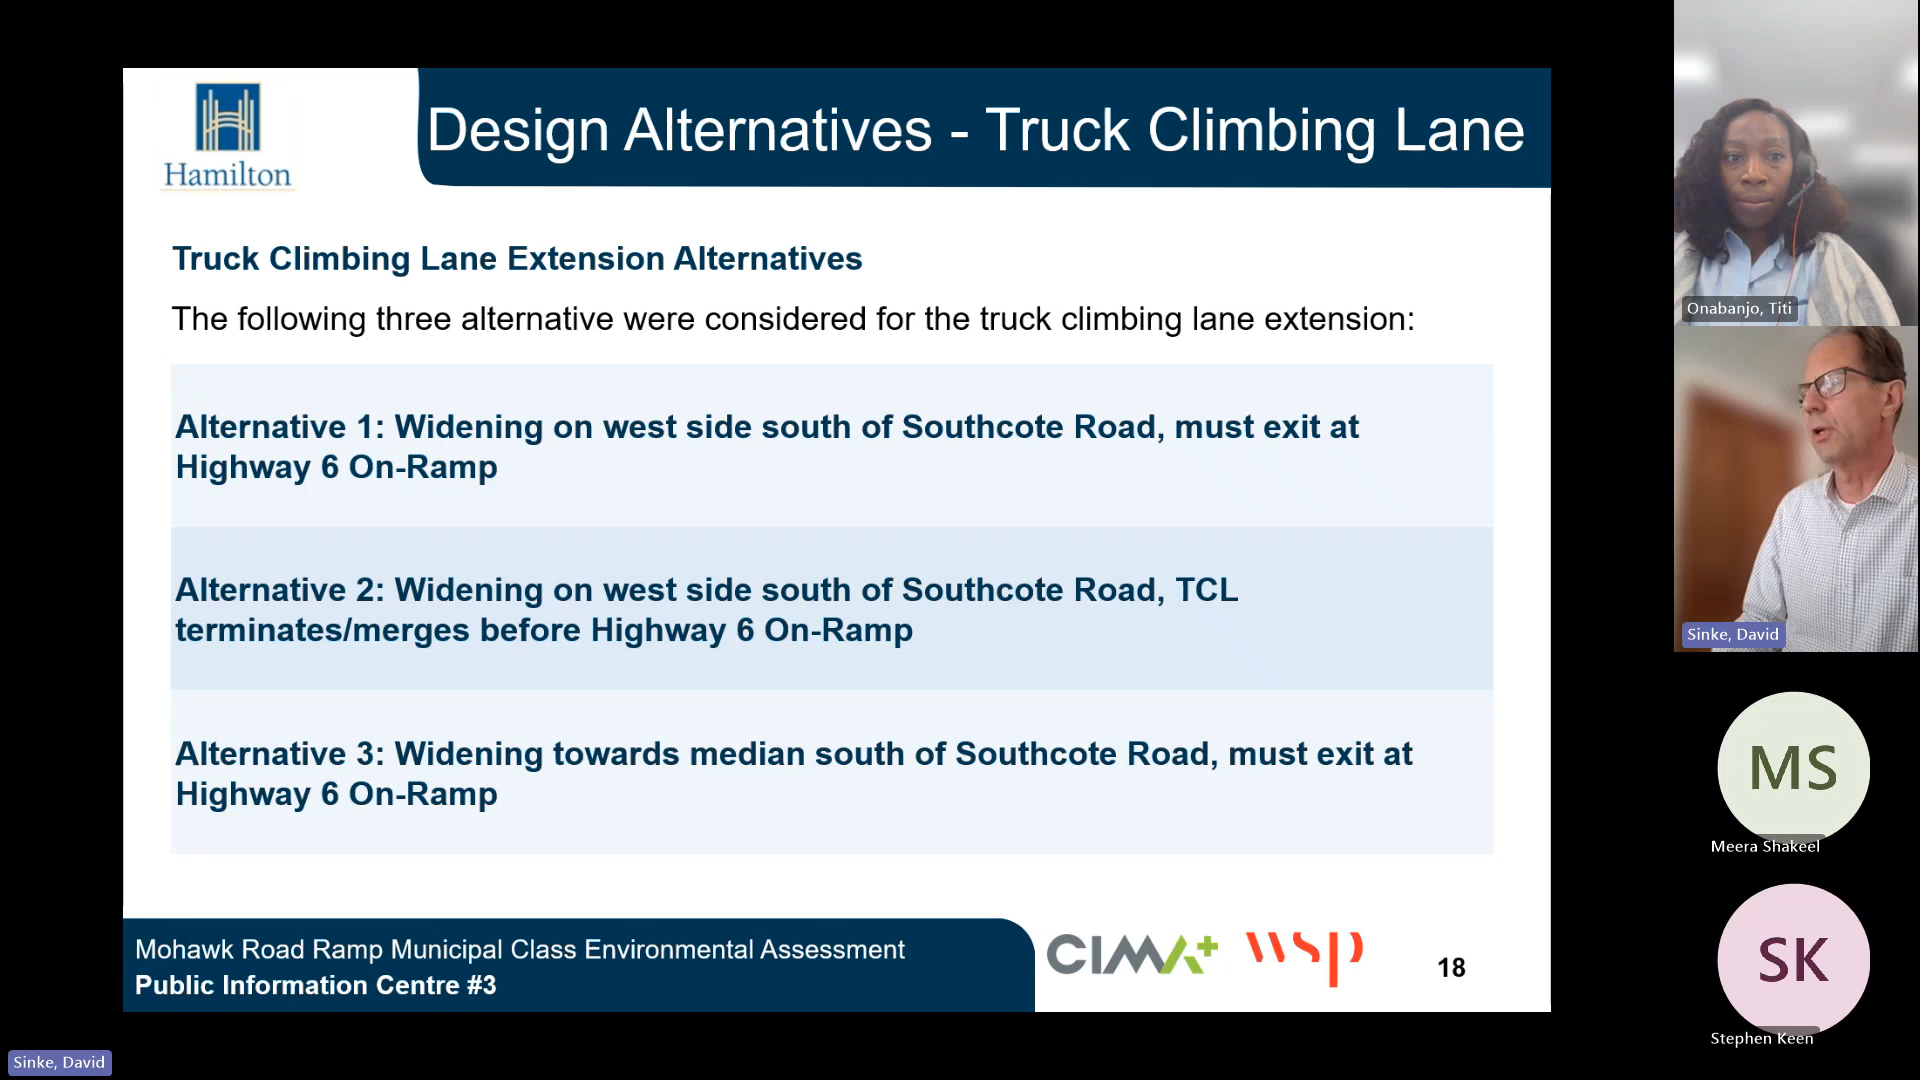 Hamilton
Design Alternatives - Truck Climbing Lane
Truck Climbing Lane Extension Alternatives
The following three alternative were considered for the truck climbing lane extension:
Alternative 1: Widening on west side south of Southcote Road, must exit at
Highway 6 On-Ramp
Alternative 2: Widening on west side south of Southcote Road, TCL
terminates/merges before Highway 6 On-Ramp
Alternative 3: Widening towards median south of Southcote Road, must exit at
Highway 6 On-Ramp
Mohawk Road Ramp Municipal Class Environmental Assessment
Public Information Centre #3
CIMA+
wsp
18
Onabanjo, Titi
Sinke, David
MS
Meera Shakeel
SK
Stephen Keen
Sinke, David